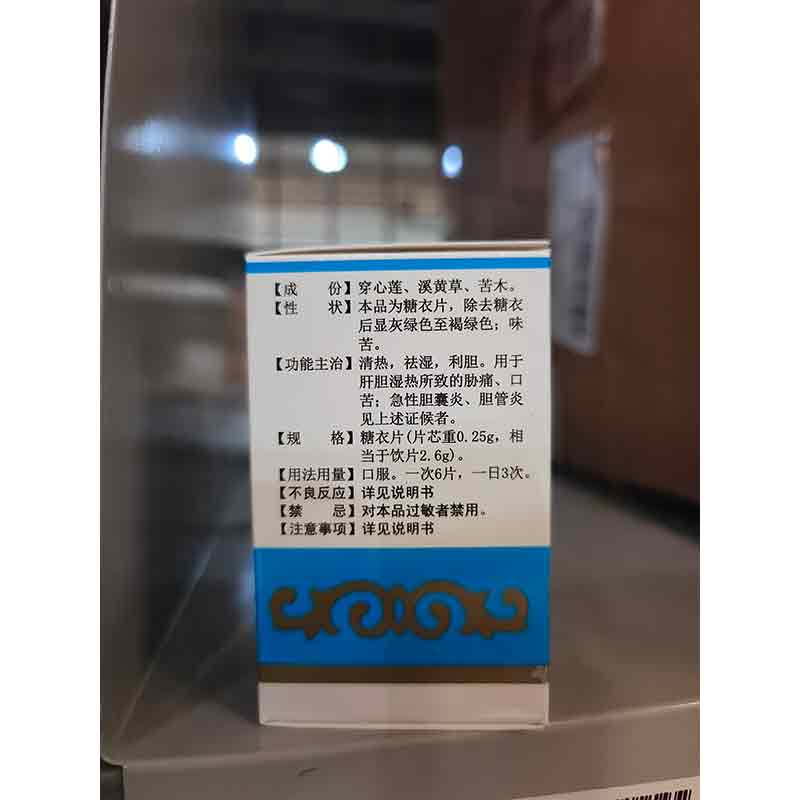 【成　份】穿心莲、溪黄草、苦木。
【性　状】本品为糖衣片，除去糖衣
后显灰绿色至褐绿色；味
苦。
【功能主治】清热，祛湿，利胆。用于
肝胆湿热所致的胁痛、口
苦；急性胆囊炎、胆管炎
见上述证候者。
【规　格】糖衣片(片芯重0.25g，相
当于饮片2.6g)。
【用法用量】口服。一次6片，一日3次。
【不良反应】详见说明书
【禁　忌】对本品过敏者禁用。
【注意事项】详见说明书